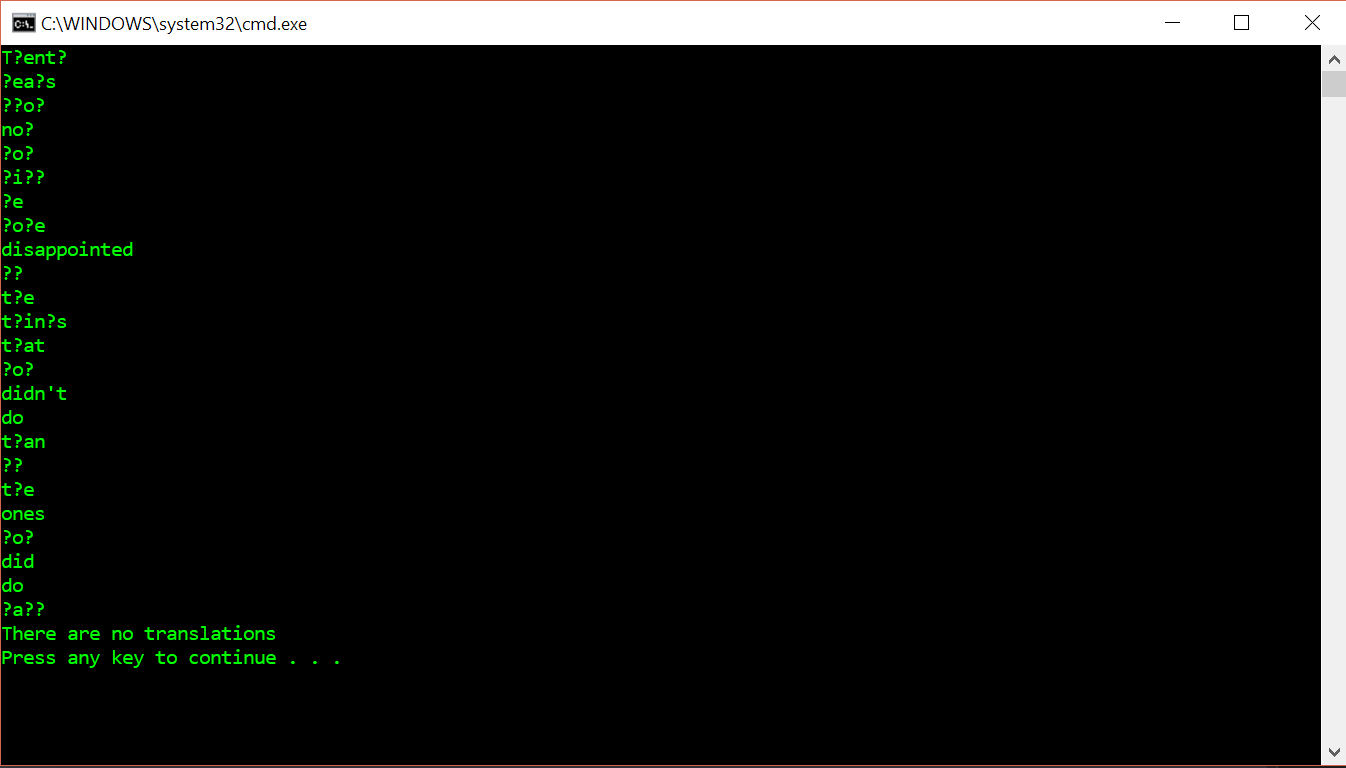 C:\WINDOWS\system32\cmd.exe
T?ent?
?ea?s
??o?
no?
?o?
?i??
?e
?o?e
disappointed
??
t?e
t?in?s
t?at
?o?
didn't
do
t?an
??
t?e
ones
?o?
did
do
?a??
There are no translations
Press any key to continue . . .